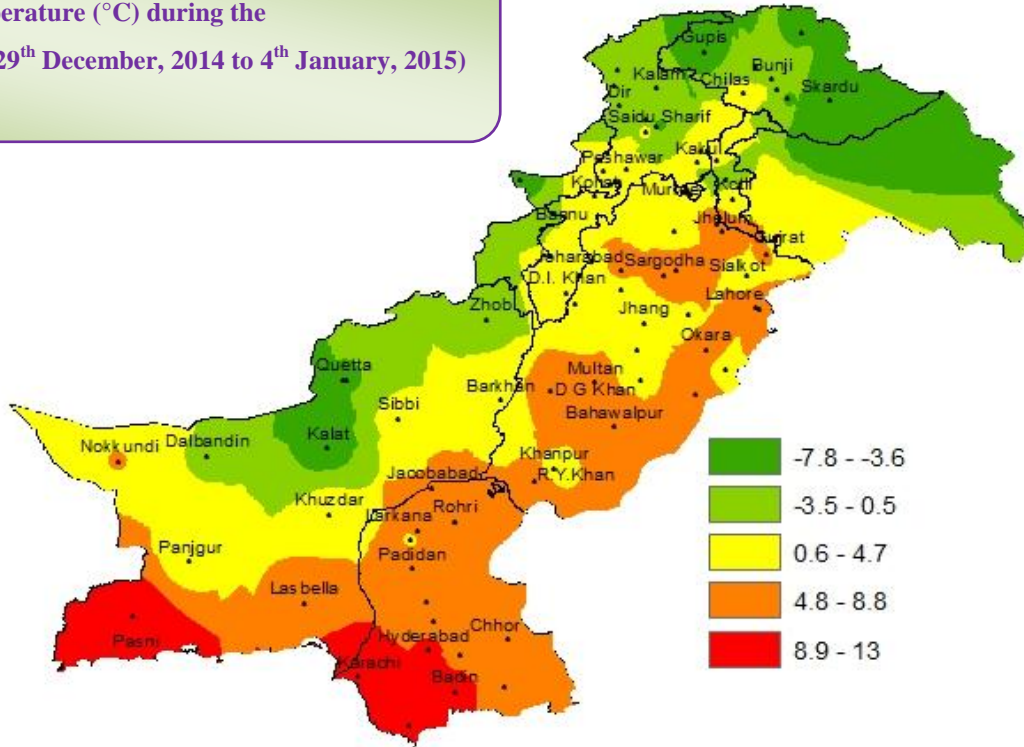 perature (°C) during the
29th December, 2014 to 4th January, 2015)
Gupis
Bunji
Kalam
Chilas
Skardu
Dir
Saidu Sharif
Kakul
Peshawar
Kohat
Kotli
Bannu
Jhelum
Gujrat
Sargodha
Sialkot
D.I. Khan
Lahore
Zhob
Jhang
Okara
Quetta
Multan
Barkhan
D G Khan
Sibbi
Bahawalpur
Kalat
Nokkundi
Dalbandin
Khanpur
Jacobabad
R.Y.Khan
Khuzdar
Rohri
Larkana
Panjgur
Padidan
Las bella
Chhor
Hyderabad
Pasni
Karachi
Badin
-7.8 - -3.6
-3.5 - 0.5
0.6 - 4.7
4.8 - 8.8
8.9 - 13